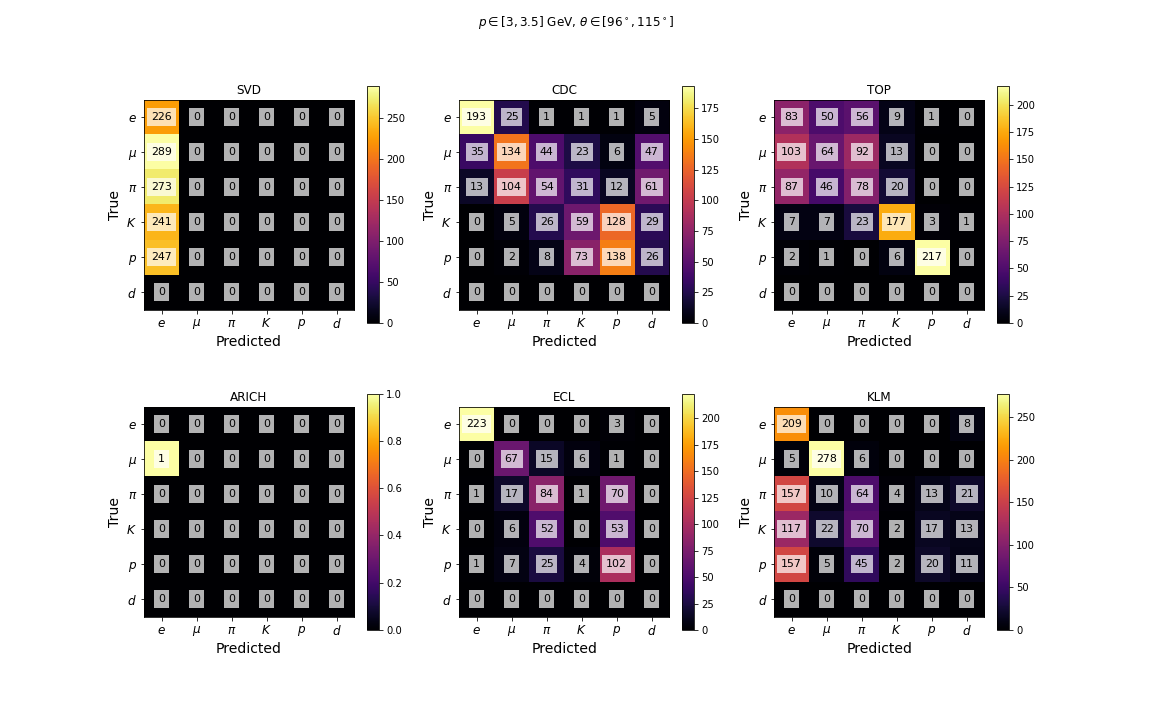 p ∈ [3, 3.5] GeV, θ ∈ [96°, 115°]
SVD
True
e 226 0 0 0 0 0
μ 289 0 0 0 0 0
π 273 0 0 0 0 0
K 241 0 0 0 0 0
p 247 0 0 0 0 0
d 0 0 0 0 0 0
e μ π K p d
Predicted
250
200
150
100
50
0
CDC
True
e 193 25 1 1 1 5
μ 35 134 44 23 6 47
π 13 104 54 31 12 61
K 0 5 26 59 128 29
p 0 2 8 73 138 26
d 0 0 0 0 0 0
e μ π K p d
Predicted
175
150
125
100
75
50
25
0
TOP
True
e 83 50 56 9 1 0
μ 103 64 92 13 0 0
π 87 46 78 20 0 0
K 7 7 23 177 3 1
p 2 1 0 6 217 0
d 0 0 0 0 0 0
e μ π K p d
Predicted
200
175
150
125
100
75
50
25
0
ARICH
True
e 0 0 0 0 0 0
μ 1 0 0 0 0 0
π 0 0 0 0 0 0
K 0 0 0 0 0 0
p 0 0 0 0 0 0
d 0 0 0 0 0 0
e μ π K p d
Predicted
1.0
0.8
0.6
0.4
0.2
0.0
ECL
True
e 223 0 0 0 3 0
μ 0 67 15 6 1 0
π 1 17 84 1 70 0
K 0 6 52 0 53 0
p 1 7 25 4 102 0
d 0 0 0 0 0 0
e μ π K p d
Predicted
200
175
150
125
100
75
50
25
0
KLM
True
e 209 0 0 0 0 8
μ 5 278 6 0 0 0
π 157 10 64 4 13 21
K 117 22 70 2 17 13
p 157 5 45 2 20 11
d 0 0 0 0 0 0
e μ π K p d
Predicted
250
200
150
100
50
0